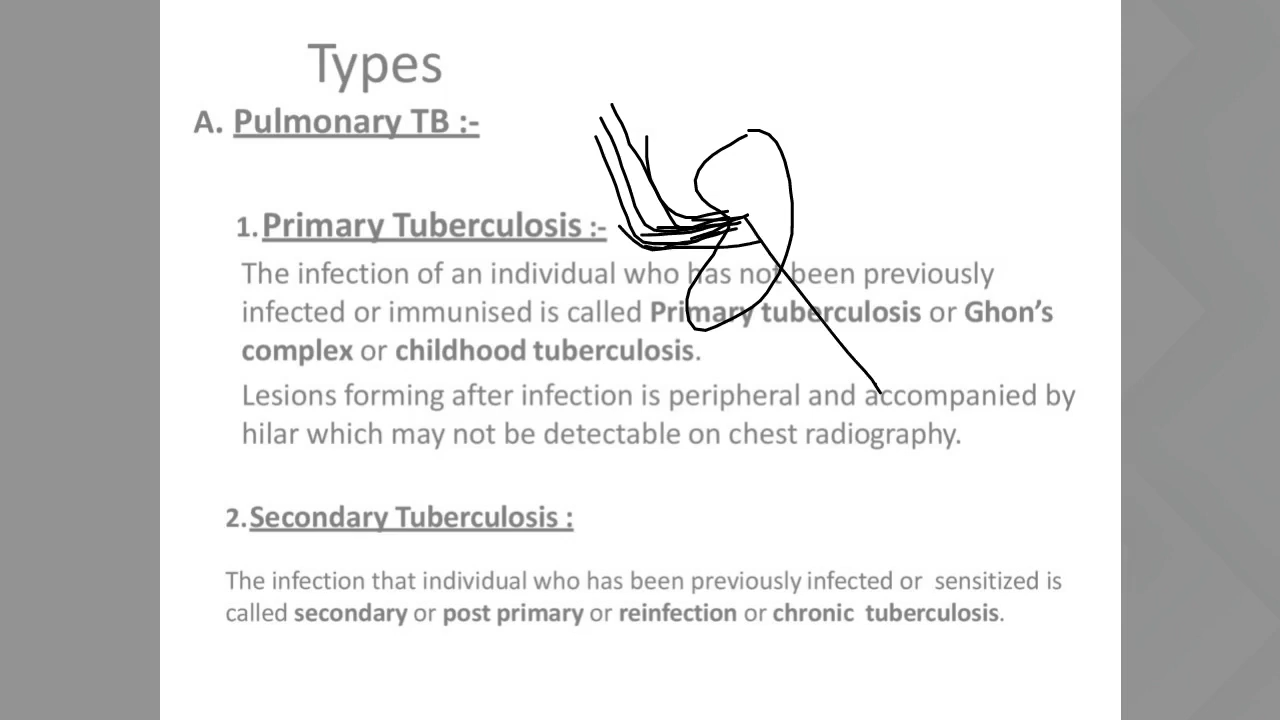 Types
A. Pulmonary TB :-
1. Primary Tuberculosis :-
The infection of an individual who has not been previously
infected or immunised is called Primary tuberculosis or Ghon’s
complex or childhood tuberculosis.
Lesions forming after infection is peripheral and accompanied by
hilar which may not be detectable on chest radiography.
2. Secondary Tuberculosis :
The infection that individual who has been previously infected or sensitized is
called secondary or post primary or reinfection or chronic tuberculosis.